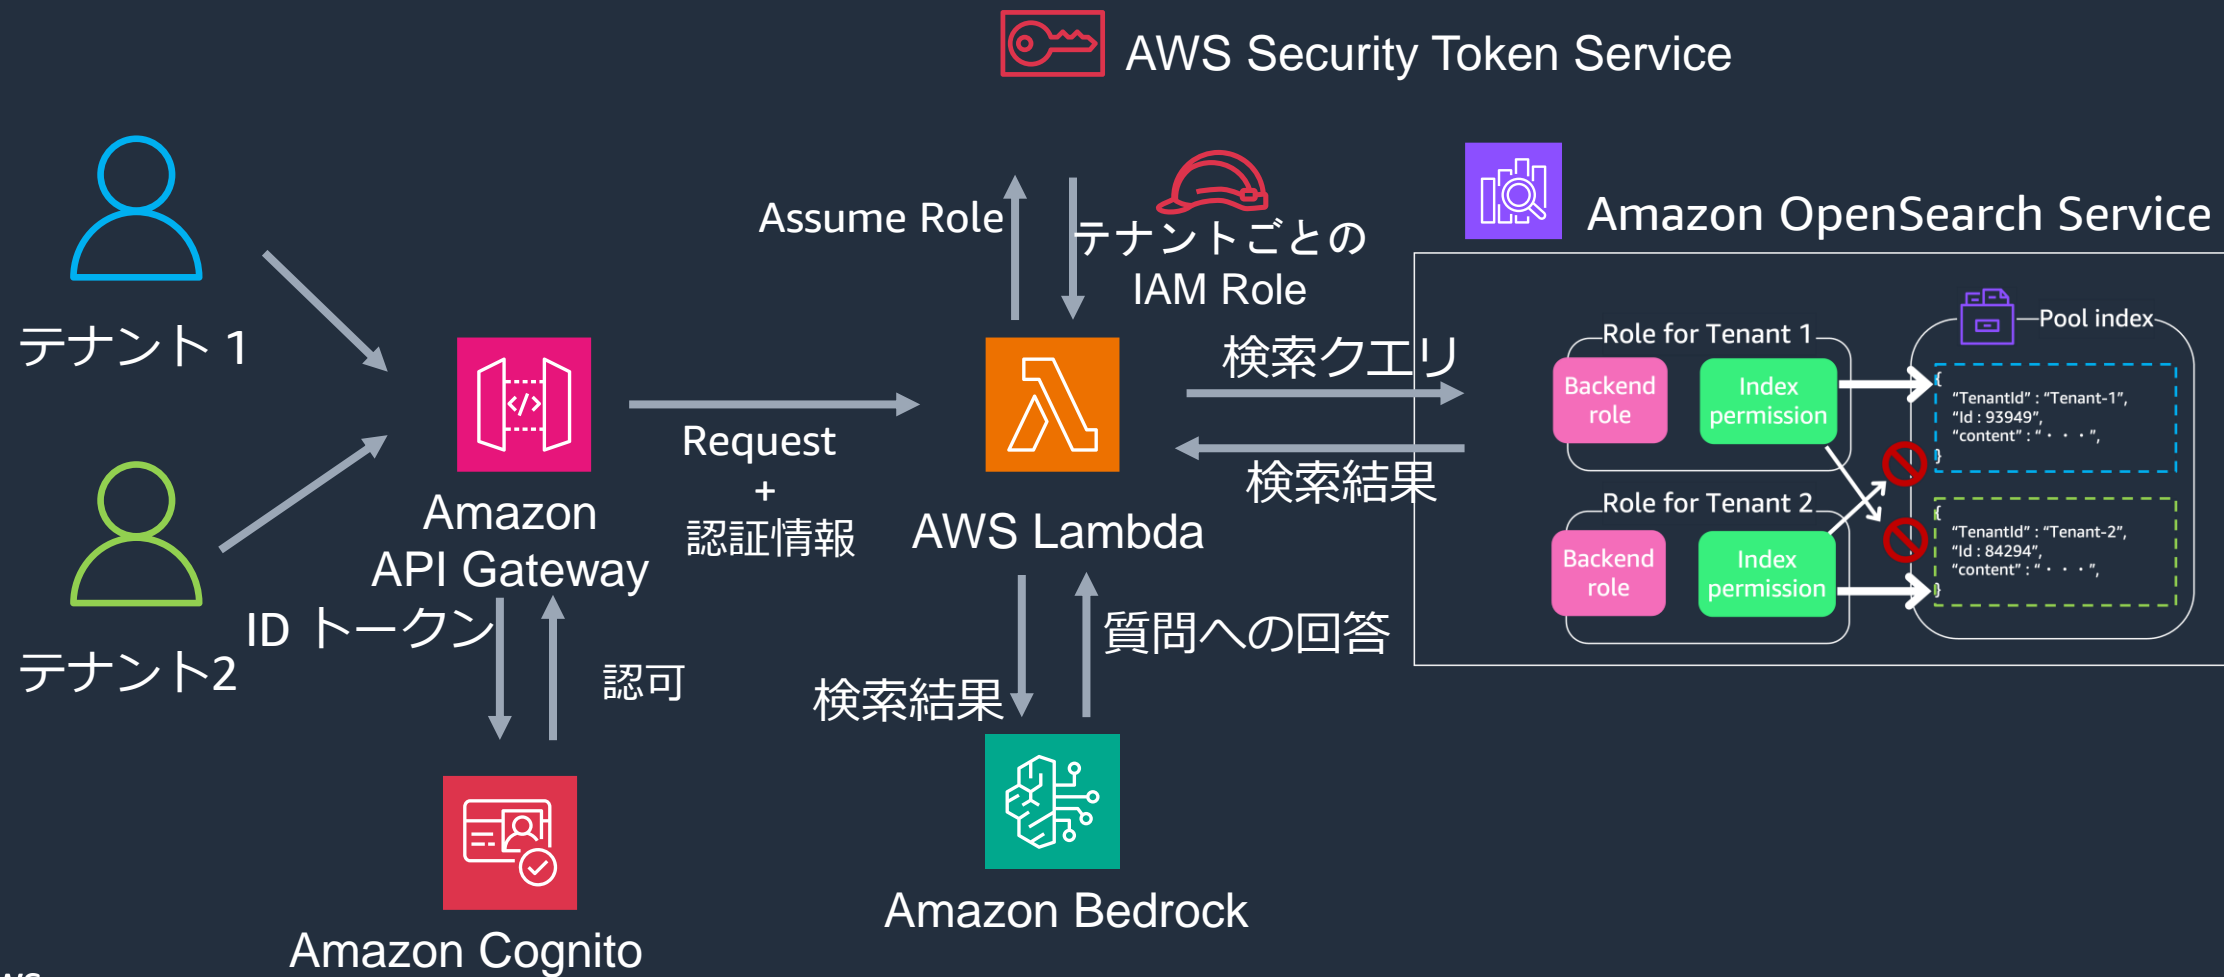 AWS Security Token Service
テナント 1
テナント2
Amazon
API Gateway
ID トークン
認可
Amazon Cognito
Request
+
認証情報
Assume Role
テナントごとの
IAM Role
AWS Lambda
検索結果
質問への回答
Amazon Bedrock
検索クエリ
検索結果
Amazon OpenSearch Service
Role for Tenant 1
Backend
role
Index
permission
Role for Tenant 2
Backend
role
Index
permission
Pool index
{
"TenantId" : "Tenant-1",
"Id : 93949",
"content" : "・・・",
}
{
"TenantId" : "Tenant-2",
"Id : 84294",
"content" : "・・・",
}